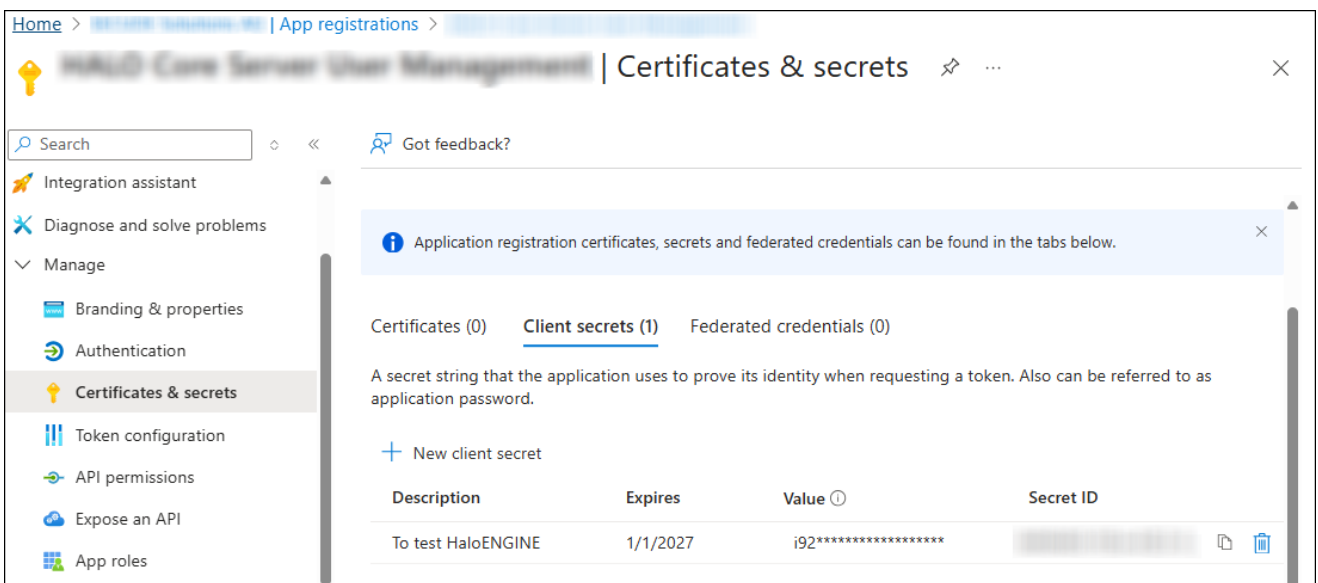 Home > | App registrations >
| Certificates & secrets ...
Search
Got feedback?
Integration assistant
Diagnose and solve problems
Application registration certificates, secrets and federated credentials can be found in the tabs below.
Manage
Branding & properties
Certificates (0) Client secrets (1) Federated credentials (0)
Authentication
A secret string that the application uses to prove its identity when requesting a token. Also can be referred to as
application password.
Certificates & secrets
Token configuration
New client secret
API permissions
Description Expires Value Secret ID
Expose an API
To test HaloENGINE 1/1/2027 i92******************
App roles